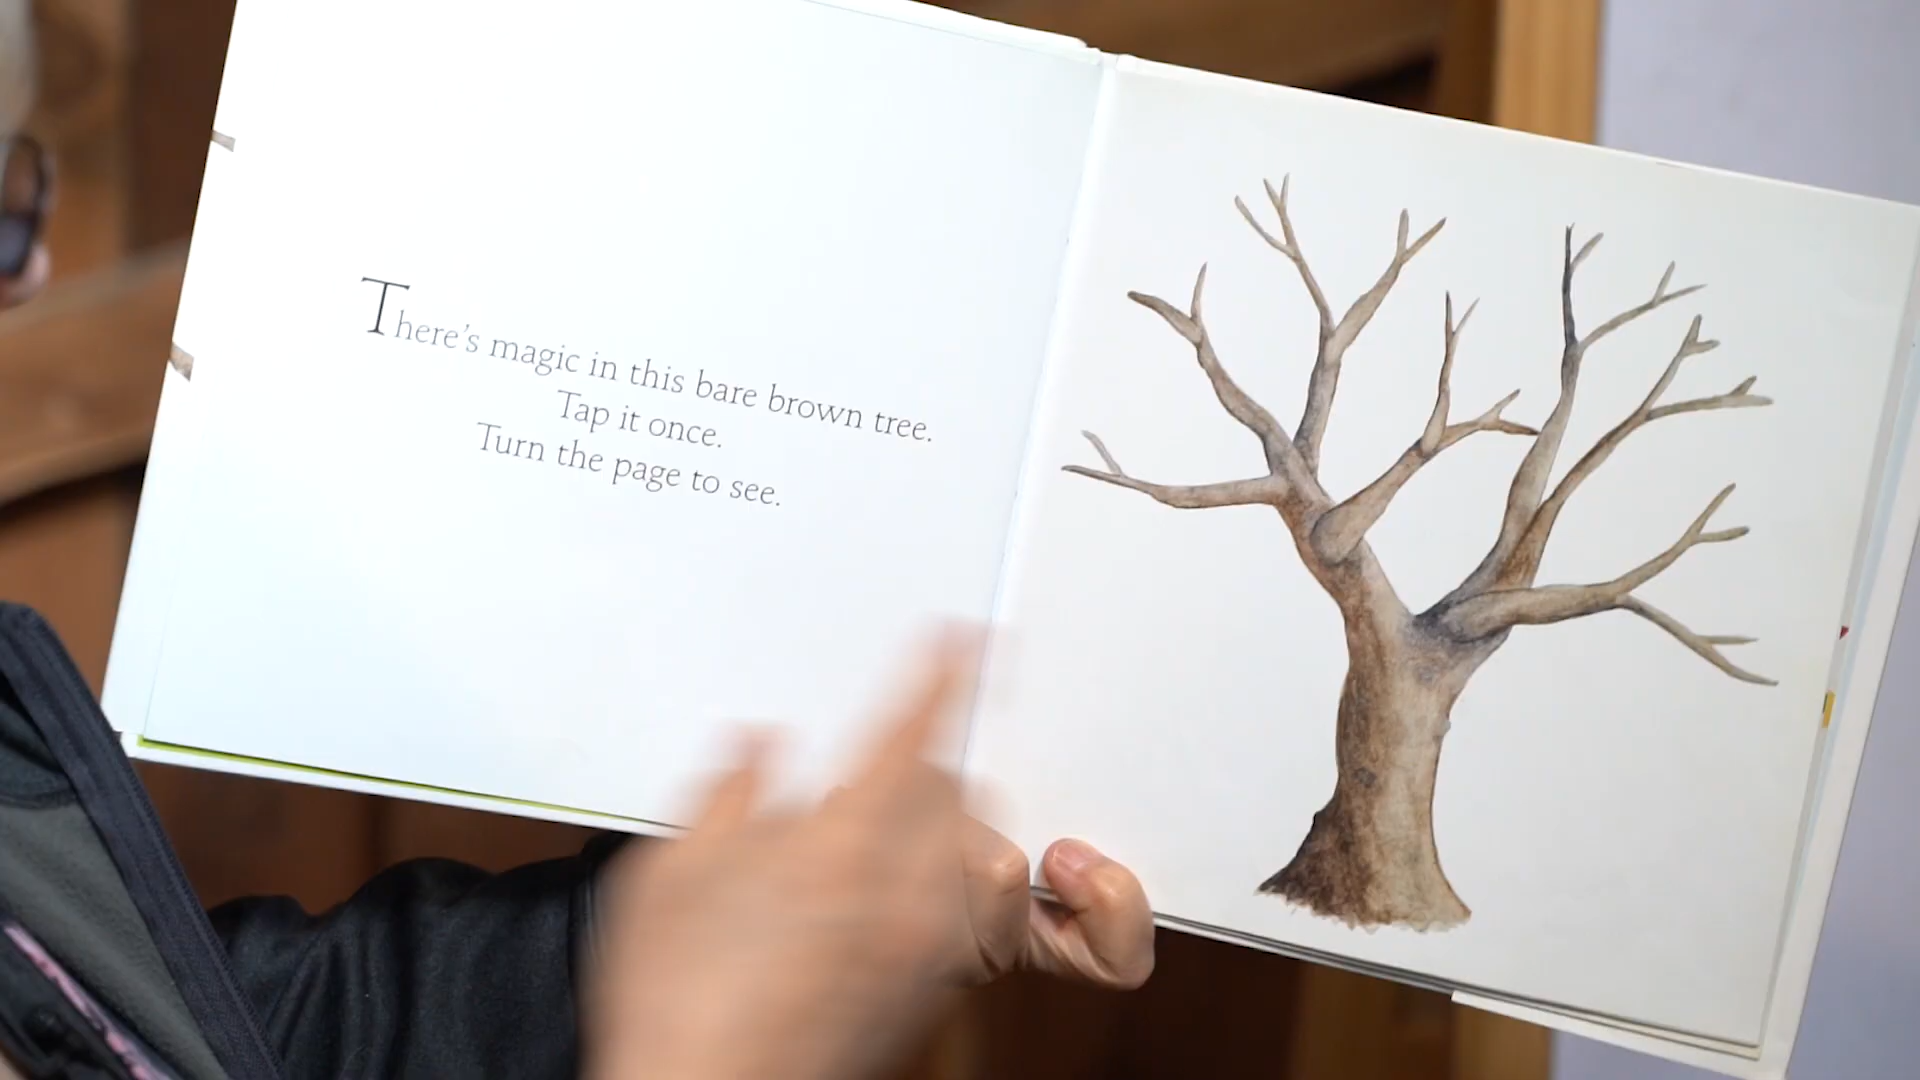 There's magic in this bare brown tree.
Tap it once.
Turn the page to see.